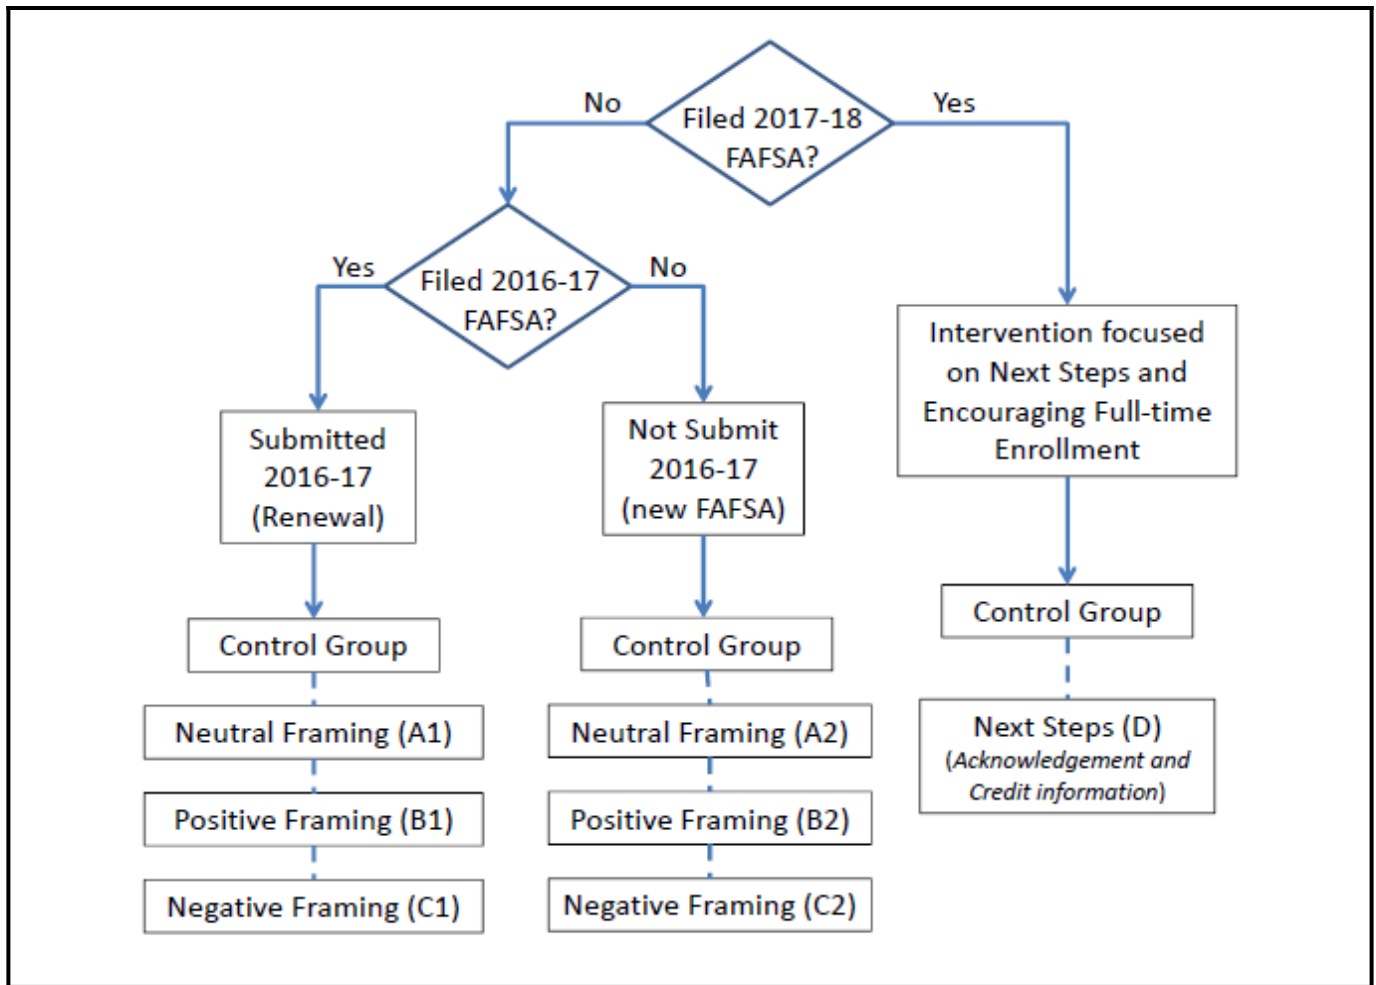 No
Filed 2017-18
FAFSA?
Yes
Yes
Filed 2016-17
FAFSA?
No
Submitted
2016-17
(Renewal)
Not Submit
2016-17
(new FAFSA)
Intervention focused
on Next Steps and
Encouraging Full-time
Enrollment
Control Group
Neutral Framing (A1)
Positive Framing (B1)
Negative Framing (C1)
Control Group
Neutral Framing (A2)
Positive Framing (B2)
Negative Framing (C2)
Control Group
Next Steps (D)
(Acknowledgement and
Credit information)